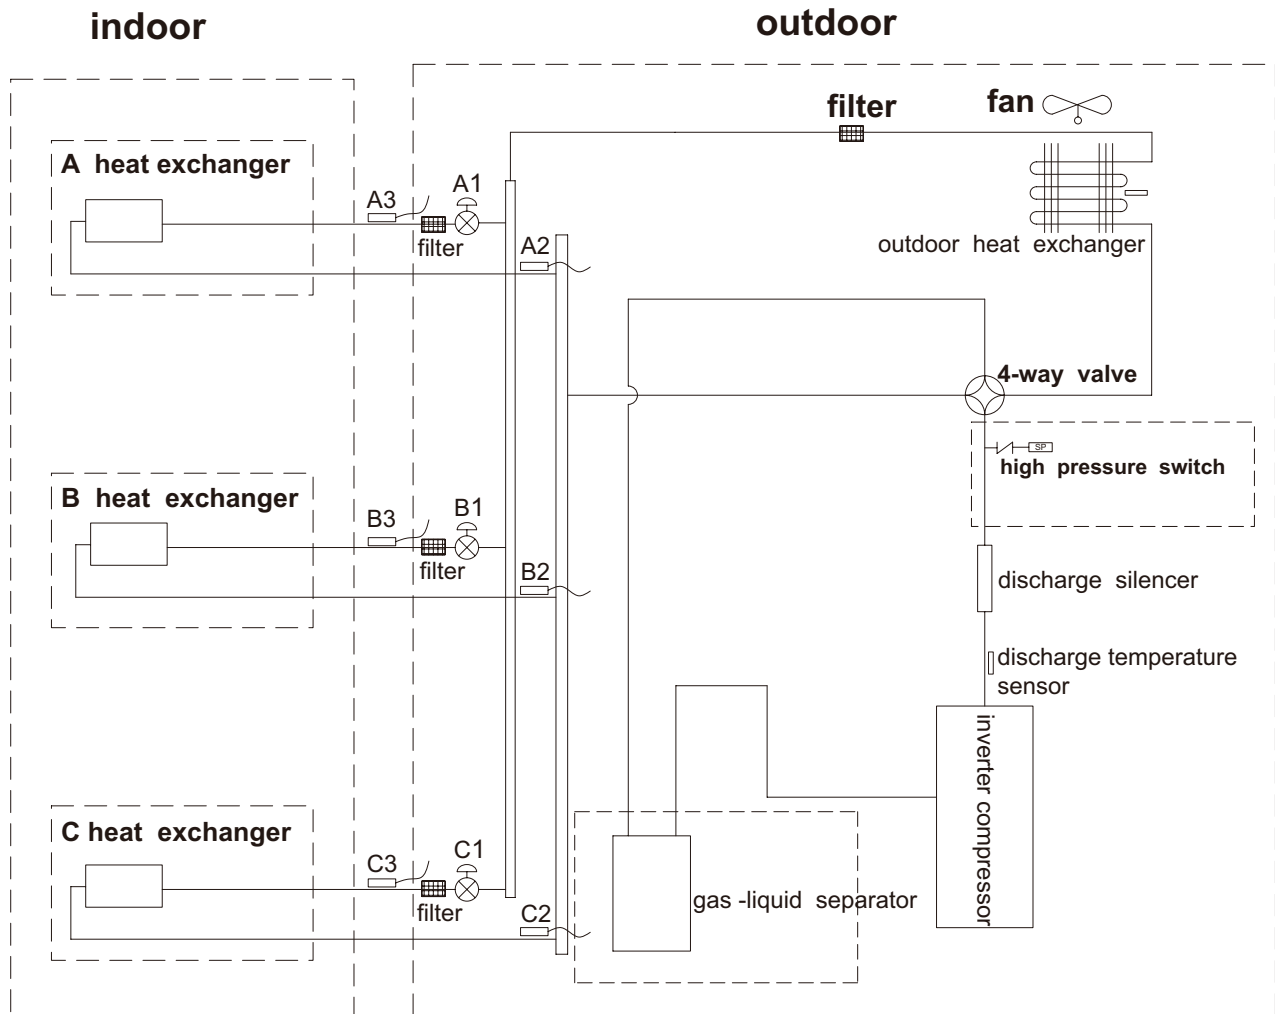 indoor
outdoor
filter
fan
A heat exchanger
A3
A1
filter
A2
outdoor heat exchanger
4-way valve
SP
high pressure switch
B heat exchanger
B3
B1
filter
B2
discharge silencer
discharge temperature
sensor
inverter compressor
C heat exchanger
C3
C1
filter
C2
gas -liquid separator